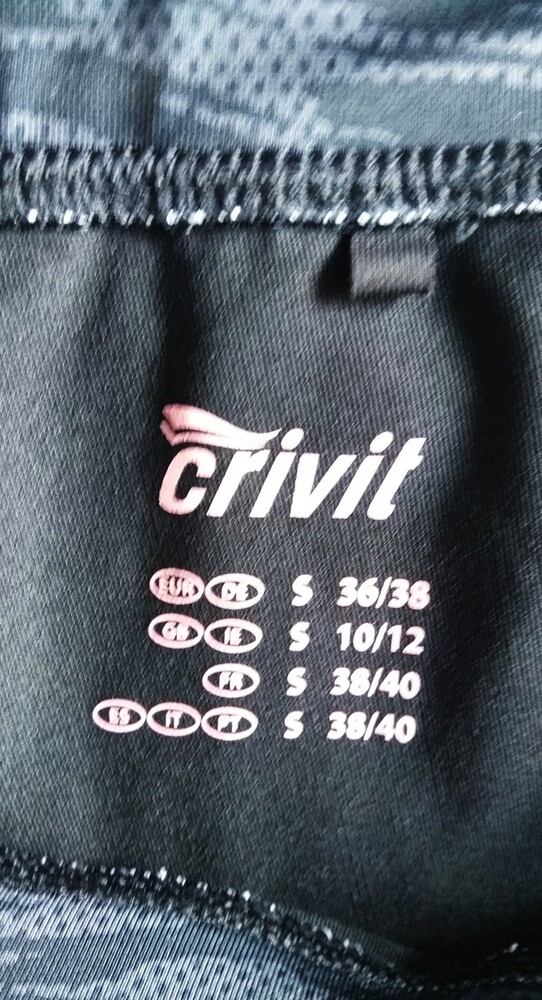 crivit
EUR DE S 36/38
GB IE S 10/12
FR S 38/40
ES IT PT S 38/40